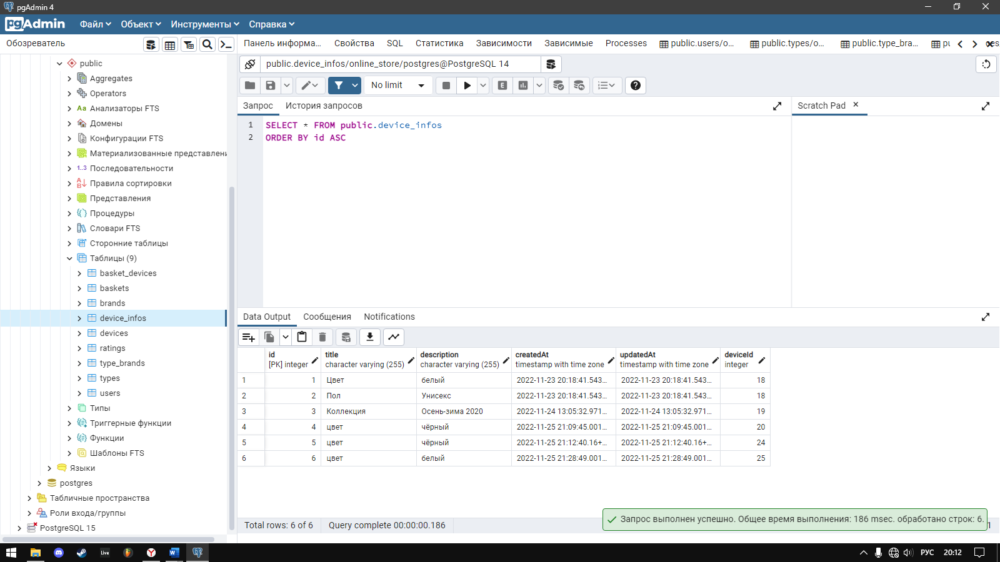 pgAdmin 4
pgAdmin Файл Объект Инструменты Справка
Обозреватель
Панель информа... Свойства SQL Статистика Зависимости Зависимые Processes public.users/o... public.types/o... public.type_bra...
public
Aggregates
Operators
Aa Анализаторы FTS
Домены
Конфигурации FTS
Материализованные представлени
1..3 Последовательности
Правила сортировки
Представления
Процедуры
Словари FTS
Сторонние таблицы
Таблицы (9)
basket_devices
baskets
brands
device_infos
devices
ratings
type_brands
types
users
Типы
Триггерные функции
Функции
Шаблоны FTS
Языки
postgres
Табличные пространства
Роли входа/группы
PostgreSQL 15
public.device_infos/online_store/postgres@PostgreSQL 14
No limit
E
Запрос История запросов
Scratch Pad
1 SELECT * FROM public.device_infos
2 ORDER BY id ASC
Data Output Сообщения Notifications
id title description createdAt updatedAt deviceId
[PK] integer character varying (255) character varying (255) timestamp with time zone timestamp with time zone integer
1 1 Цвет белый 2022-11-23 20:18:41.543... 2022-11-23 20:18:41.543... 18
2 2 Пол Унисекс 2022-11-23 20:18:41.543... 2022-11-23 20:18:41.543... 18
3 3 Коллекция Осень-зима 2020 2022-11-24 13:05:32.971... 2022-11-24 13:05:32.971... 19
4 4 цвет чёрный 2022-11-25 21:09:45.001... 2022-11-25 21:09:45.001... 20
5 5 цвет чёрный 2022-11-25 21:12:40.16+... 2022-11-25 21:12:40.16+... 24
6 6 цвет белый 2022-11-25 21:28:49.001... 2022-11-25 21:28:49.001... 25
Total rows: 6 of 6 Query complete 00:00:00.186
Запрос выполнен успешно. Общее время выполнения: 186 msec. обработано строк: 6.
Live
W
РУС 20:12